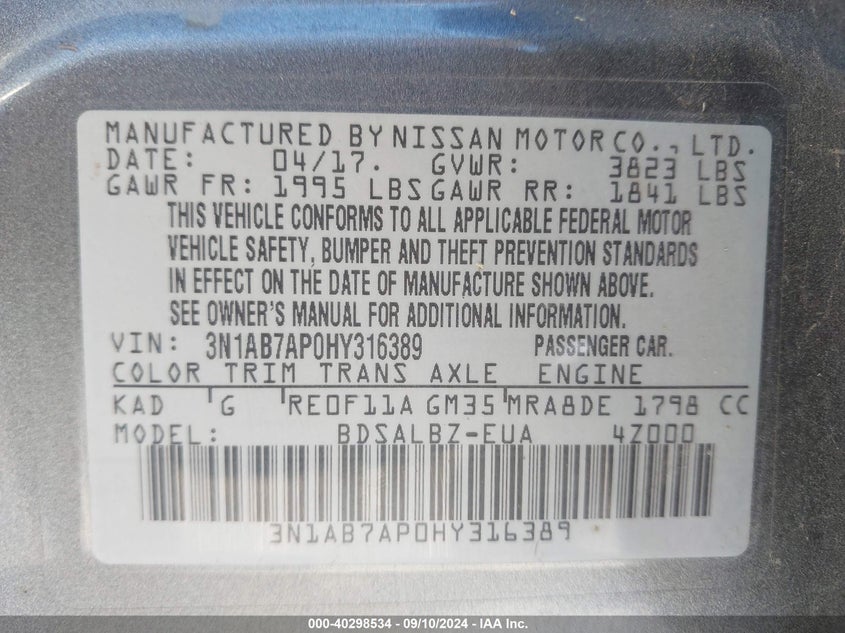 MANUFACTURED BY NISSAN MOTOR CO., LTD.
DATE: 04/17. GVWR: 3823 LBS
GAWR FR: 1995 LBS GAWR RR: 1841 LBS
THIS VEHICLE CONFORMS TO ALL APPLICABLE FEDERAL MOTOR
VEHICLE SAFETY, BUMPER AND THEFT PREVENTION STANDARDS
IN EFFECT ON THE DATE OF MANUFACTURE SHOWN ABOVE.
SEE OWNER'S MANUAL FOR ADDITIONAL INFORMATION.
VIN: 3N1AB7AP0HY316389 PASSENGER CAR.
COLOR TRIM TRANS AXLE ENGINE
KAD G RE0F11A GM35 MRA8DE 1798 CC
MODEL: BDSALBZ-EUA 4Z000
3N1AB7AP0HY316389
000-40298534 - 09/10/2024 - IAA Inc.